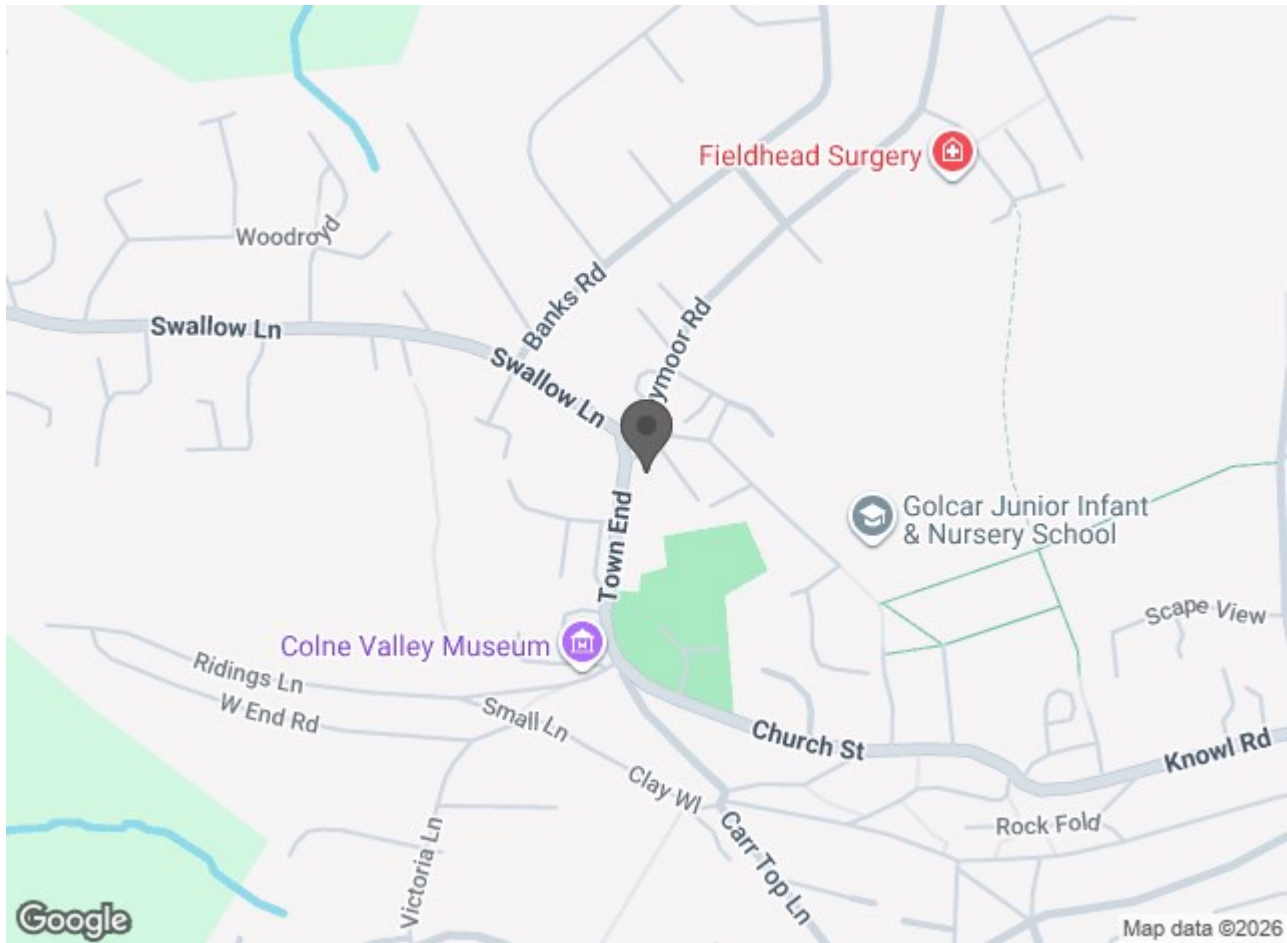 Fieldhead Surgery
Woodroyd
Banks Rd
Swallow Ln
Swallow Ln
ymoor Rd
Town End
Golcar Junior Infant
& Nursery School
Scape View
Colne Valley Museum
Ridings Ln
W End Rd
Small Ln
Church St
Knowl Rd
Clay Wl
Carr Top Ln
Rock Fold
Victoria Ln
Google
Map data ©2026